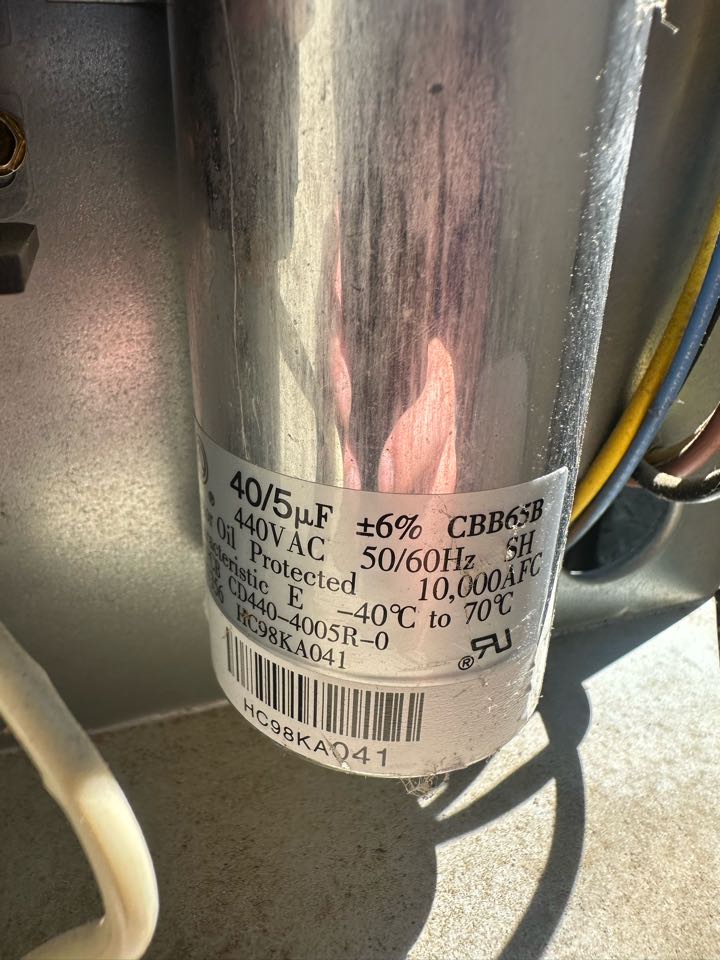 40/5μF ±6% CBB65B
440VAC 50/60Hz SH
Oil Protected 10,000AFC
E -40℃ to 70℃
CD440-4005R-0
HC98KA041
®
HC98KA041